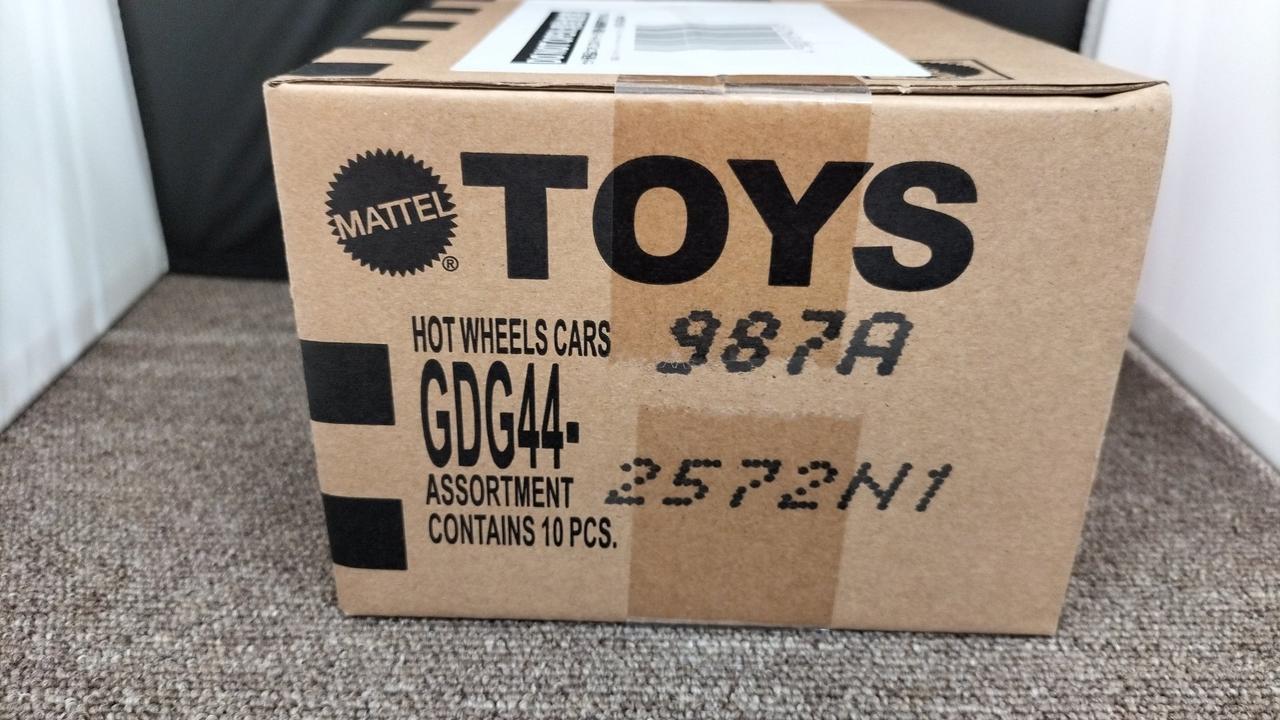 MATTEL
®
TOYS
HOT WHEELS CARS
987A
GDG44-
2572N1
ASSORTMENT
CONTAINS 10 PCS.